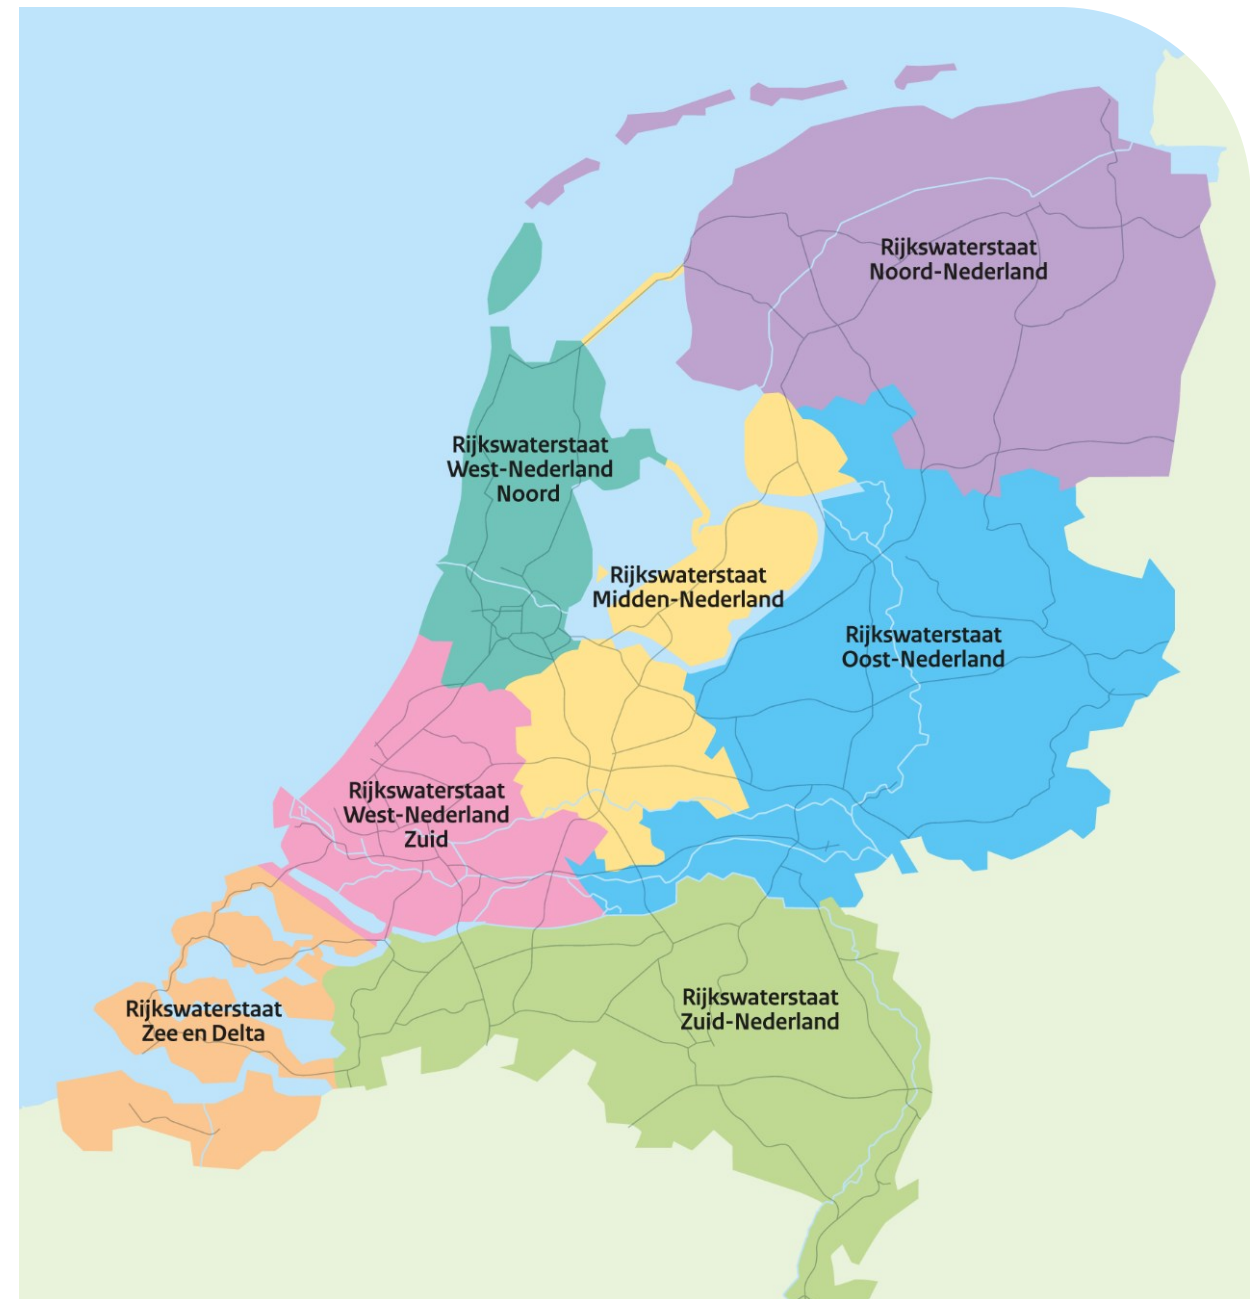 Rijkswaterstaat
Noord-Nederland
Rijkswaterstaat
West-Nederland
Noord
Rijkswaterstaat
Midden-Nederland
Rijkswaterstaat
Oost-Nederland
Rijkswaterstaat
West-Nederland
Zuid
Rijkswaterstaat
Zuid-Nederland
Rijkswaterstaat
Zee en Delta